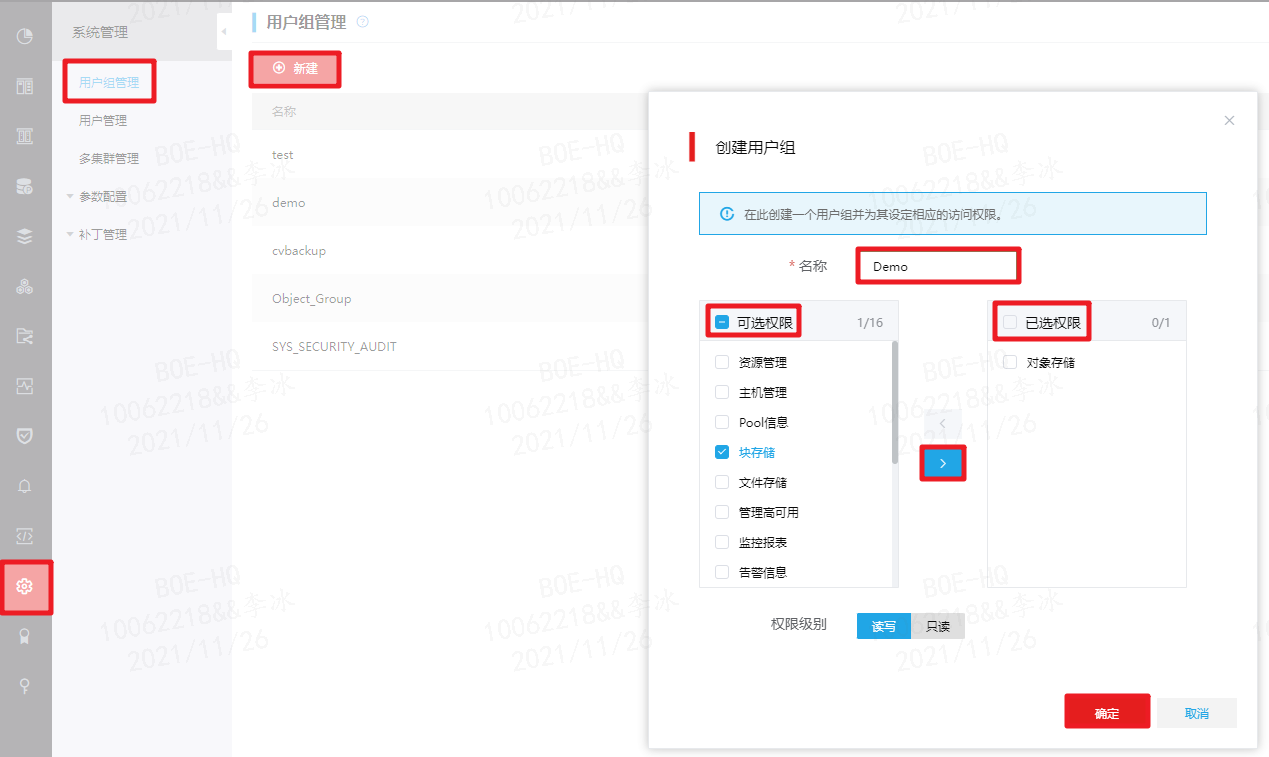 系统管理
用户组管理
用户管理
多集群管理
参数配置
补丁管理
用户组管理
新建
名称
test
demo
cvbackup
Object_Group
SYS_SECURITY_AUDIT
创建用户组
在此创建一个用户组并为其设定相应的访问权限。
* 名称 Demo
可选权限 1/16
资源管理
主机管理
Pool信息
块存储
文件存储
管理高可用
监控报表
告警信息
已选权限 0/1
对象存储
权限级别 读写 只读
确定 取消
BOE-HQ
10062218&&李冰
2021/11/26